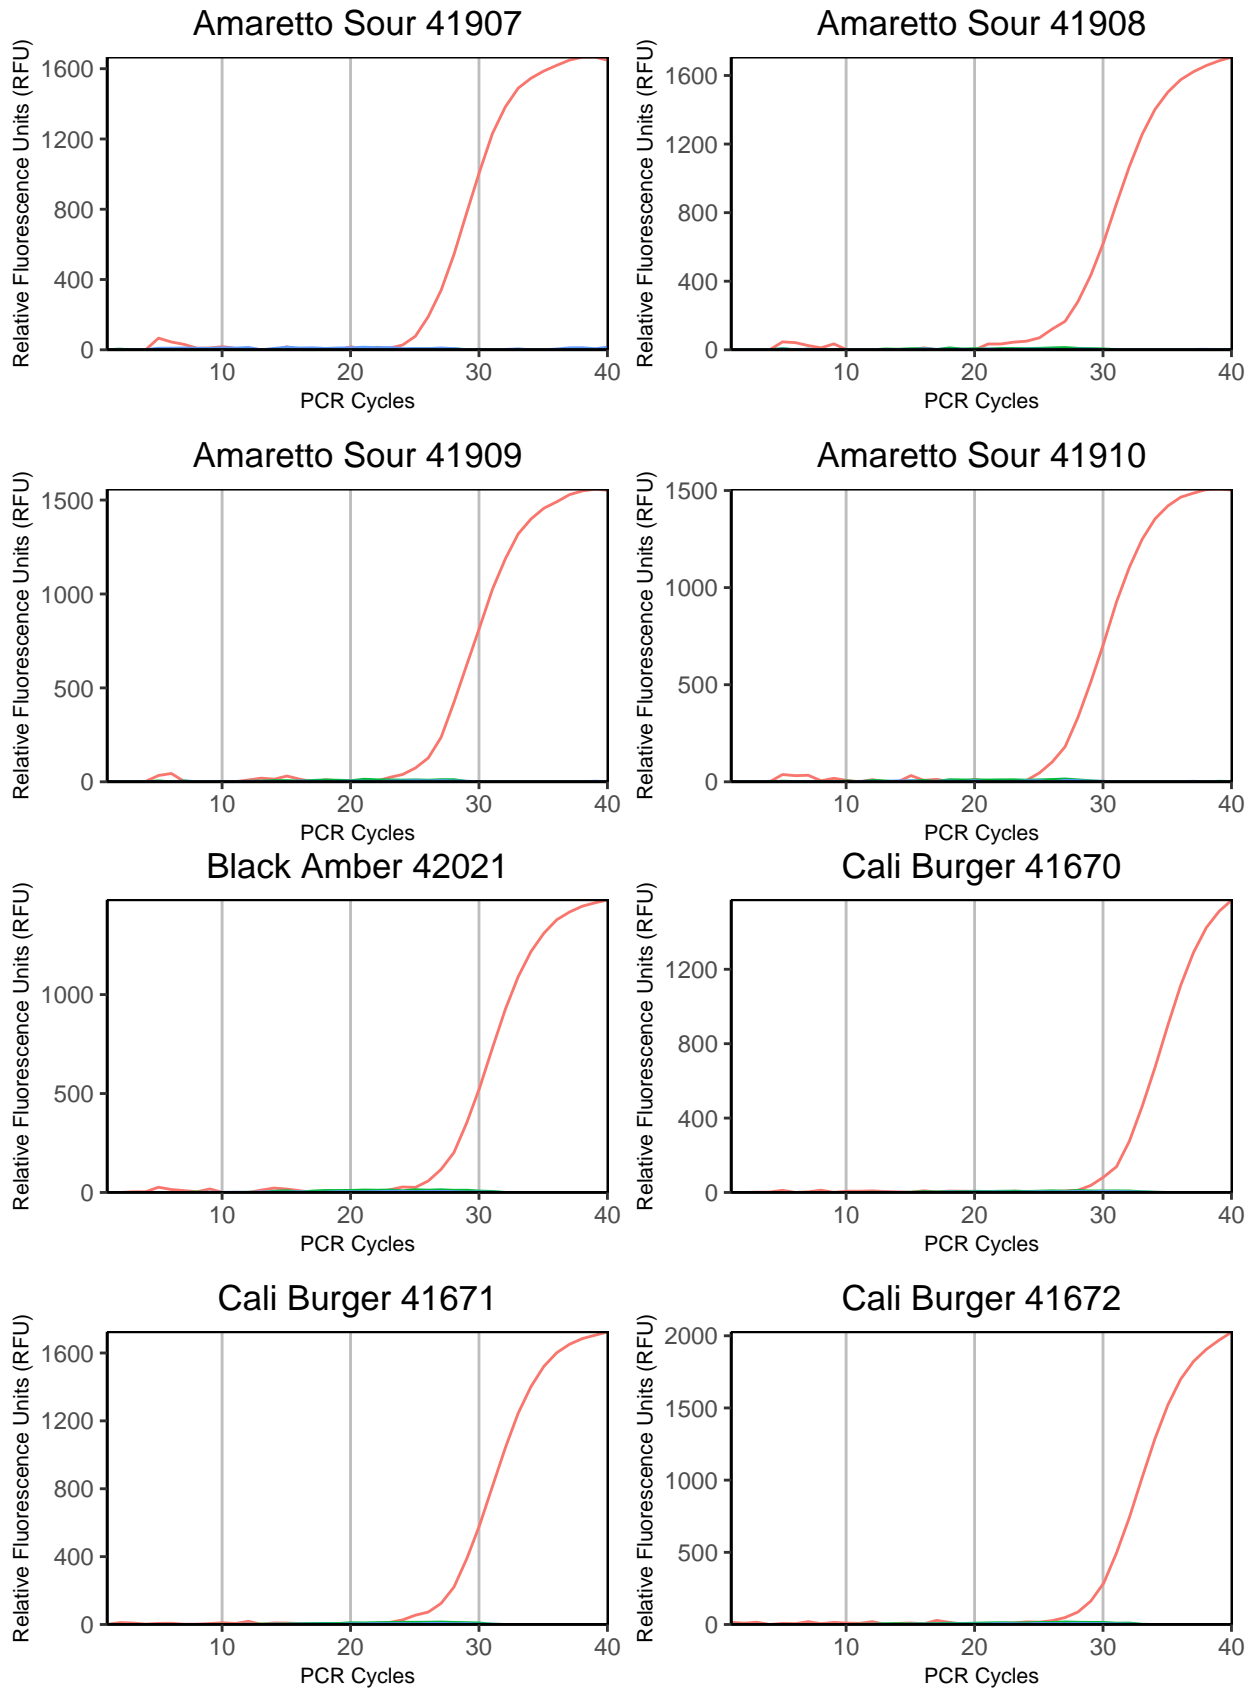 Amaretto Sour 41907
Relative Fluorescence Units (RFU)
1600
1200
800
400
0
10 20 30 40
PCR Cycles
Amaretto Sour 41908
Relative Fluorescence Units (RFU)
1600
1200
800
400
0
10 20 30 40
PCR Cycles
Amaretto Sour 41909
Relative Fluorescence Units (RFU)
1500
1000
500
0
10 20 30 40
PCR Cycles
Amaretto Sour 41910
Relative Fluorescence Units (RFU)
1500
1000
500
0
10 20 30 40
PCR Cycles
Black Amber 42021
Relative Fluorescence Units (RFU)
1000
500
0
10 20 30 40
PCR Cycles
Cali Burger 41670
Relative Fluorescence Units (RFU)
1200
800
400
0
10 20 30 40
PCR Cycles
Cali Burger 41671
Relative Fluorescence Units (RFU)
1600
1200
800
400
0
10 20 30 40
PCR Cycles
Cali Burger 41672
Relative Fluorescence Units (RFU)
2000
1500
1000
500
0
10 20 30 40
PCR Cycles